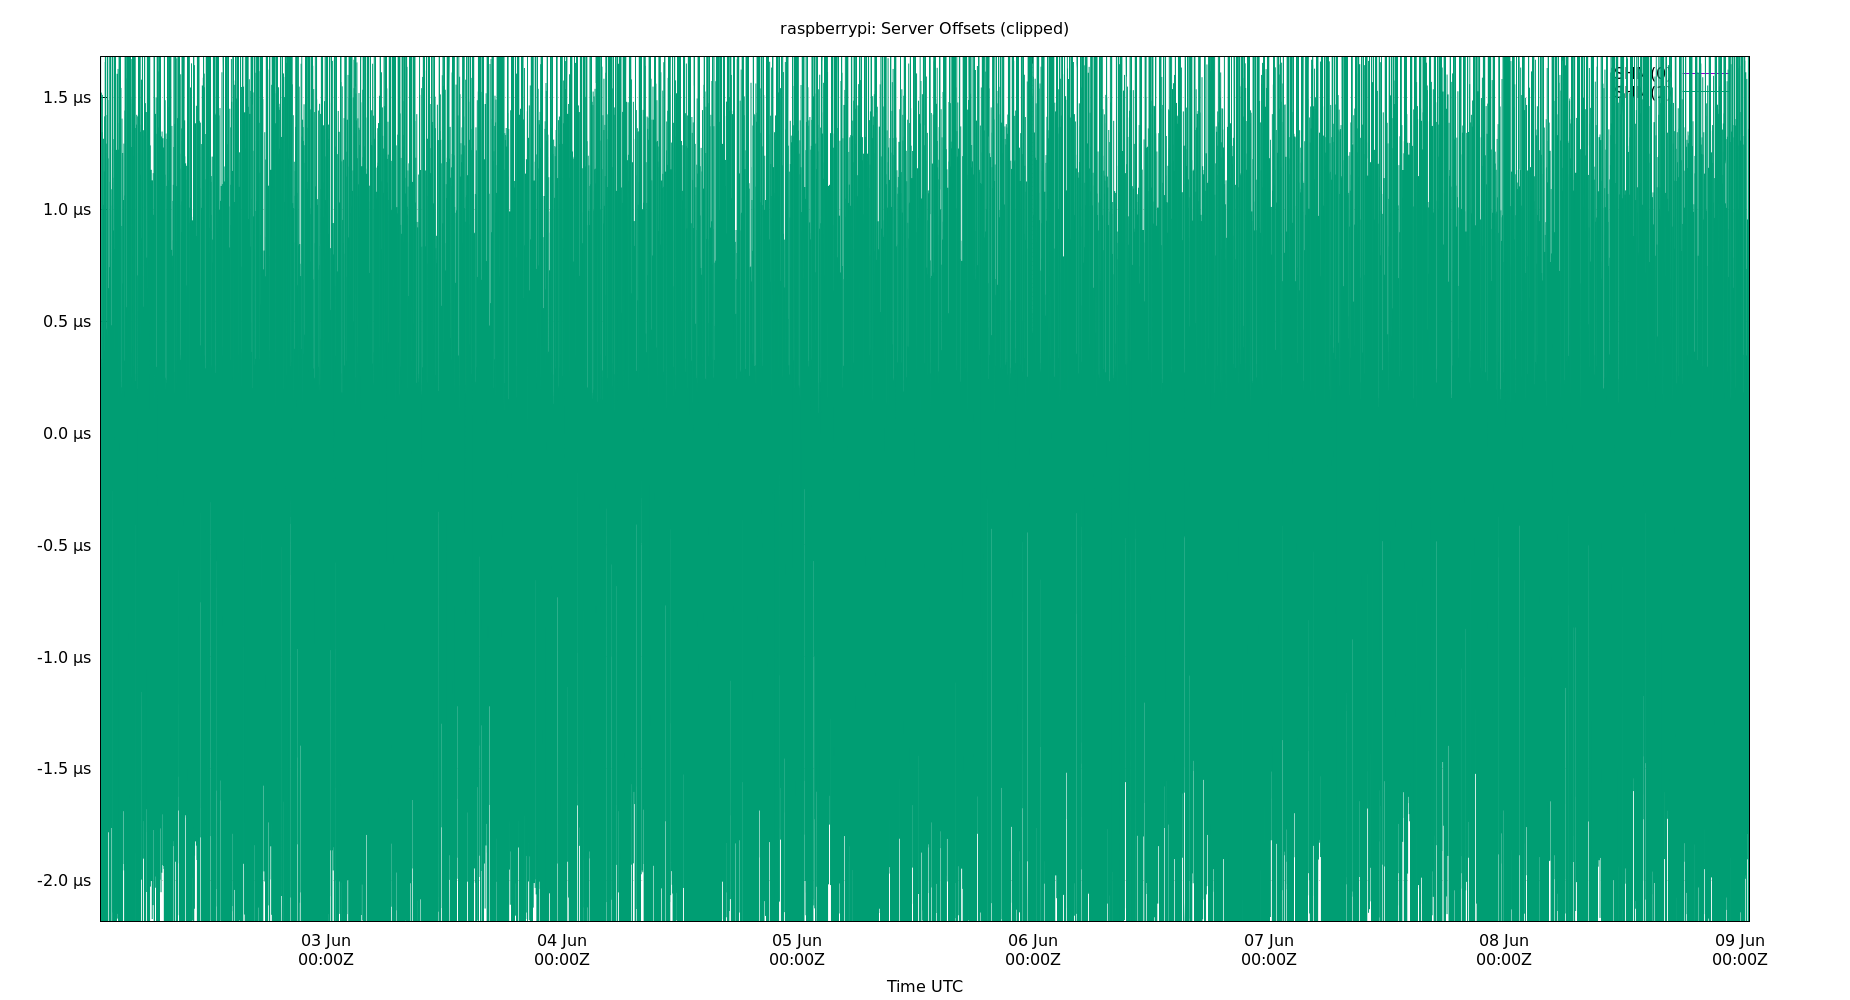 raspberrypi: Server Offsets (clipped)
1.5 µs
1.0 µs
0.5 µs
0.0 µs
-0.5 µs
-1.0 µs
-1.5 µs
-2.0 µs
03 Jun 04 Jun 05 Jun 06 Jun 07 Jun 08 Jun 09 Jun
00:00Z 00:00Z 00:00Z 00:00Z 00:00Z 00:00Z 00:00Z
Time UTC